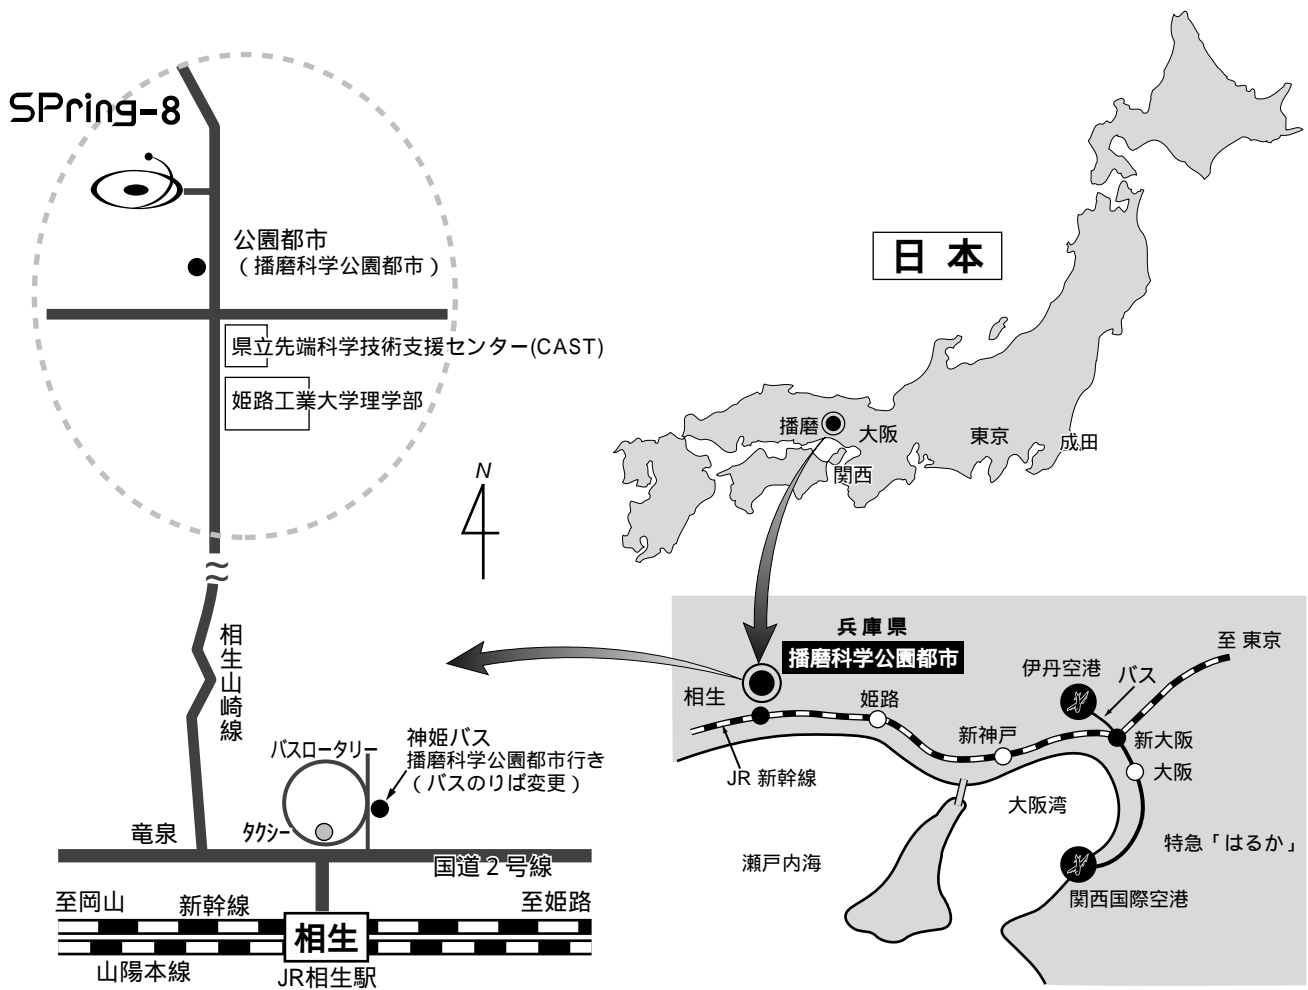 SPring-8
公園都市
（播磨科学公園都市）
県立先端科学技術支援センター(CAST)
姫路工業大学理学部
N
相生山崎線
バスロータリー
神姫バス
播磨科学公園都市行き
（バスのりば変更）
タクシー
竜泉
国道２号線
至岡山
新幹線
至姫路
相生
山陽本線
JR相生駅
日本
播磨
大阪
関西
東京
成田
兵庫県
播磨科学公園都市
至 東京
伊丹空港
バス
相生
姫路
新神戸
新大阪
大阪
JR 新幹線
大阪湾
特急「はるか」
瀬戸内海
関西国際空港